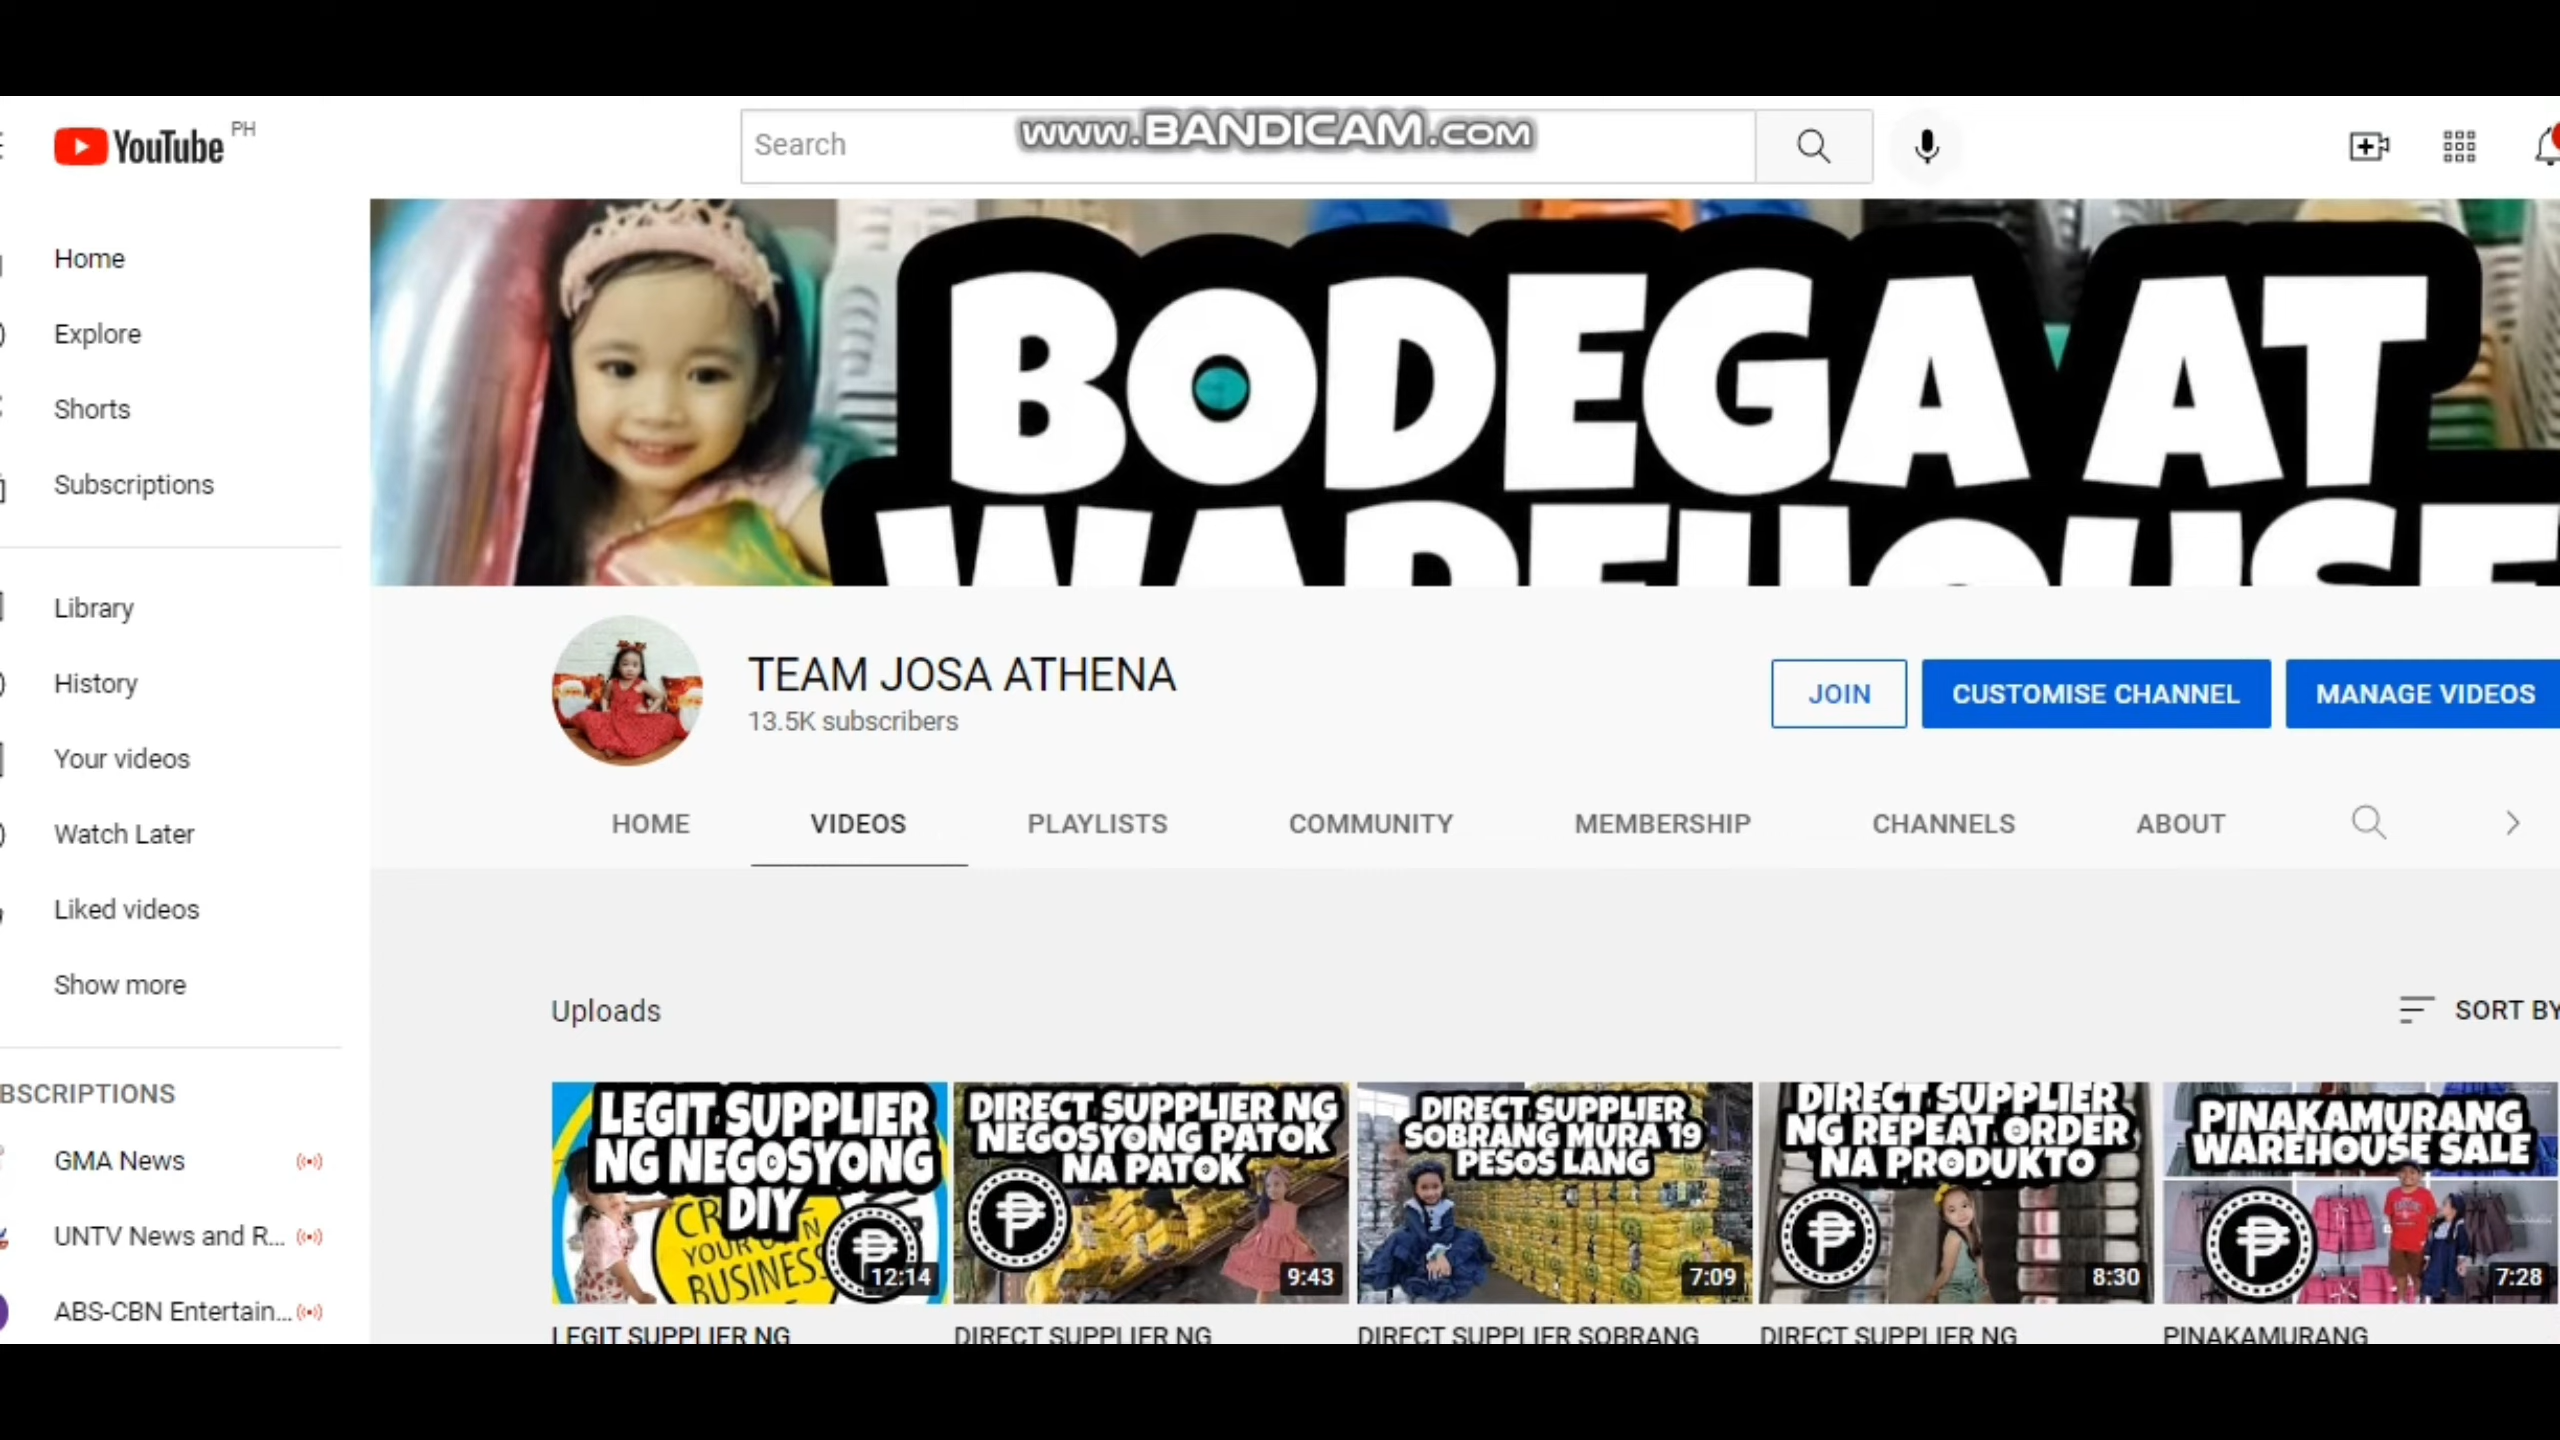 YouTube PH
Search
www.BANDICAM.com
Home
Explore
Shorts
Subscriptions
Library
History
Your videos
Watch Later
Liked videos
Show more
BSCRIPTIONS
GMA News
UNTV News and R...
ABS-CBN Entertain...
BODEGA AT
WAREHOUSE
TEAM JOSA ATHENA
13.5K subscribers
JOIN
CUSTOMISE CHANNEL
MANAGE VIDEOS
HOME
VIDEOS
PLAYLISTS
COMMUNITY
MEMBERSHIP
CHANNELS
ABOUT
Uploads
SORT BY
LEGIT SUPPLIER
NG NEGOSYONG
DIY
YOUR
BUSINESS
12:14
DIRECT SUPPLIER NG
NEGOSYONG PATOK
NA PATOK
9:43
DIRECT SUPPLIER
SOBRANG MURA 19
PESOS LANG
7:09
DIRECT SUPPLIER
NG REPEAT ORDER
NA PRODUKTO
8:30
PINAKAMURANG
WAREHOUSE SALE
7:28
LEGIT SUPPLIER NG
DIRECT SUPPLIER NG
DIRECT SUPPLIER SOBRANG
DIRECT SUPPLIER NG
PINAKAMURANG